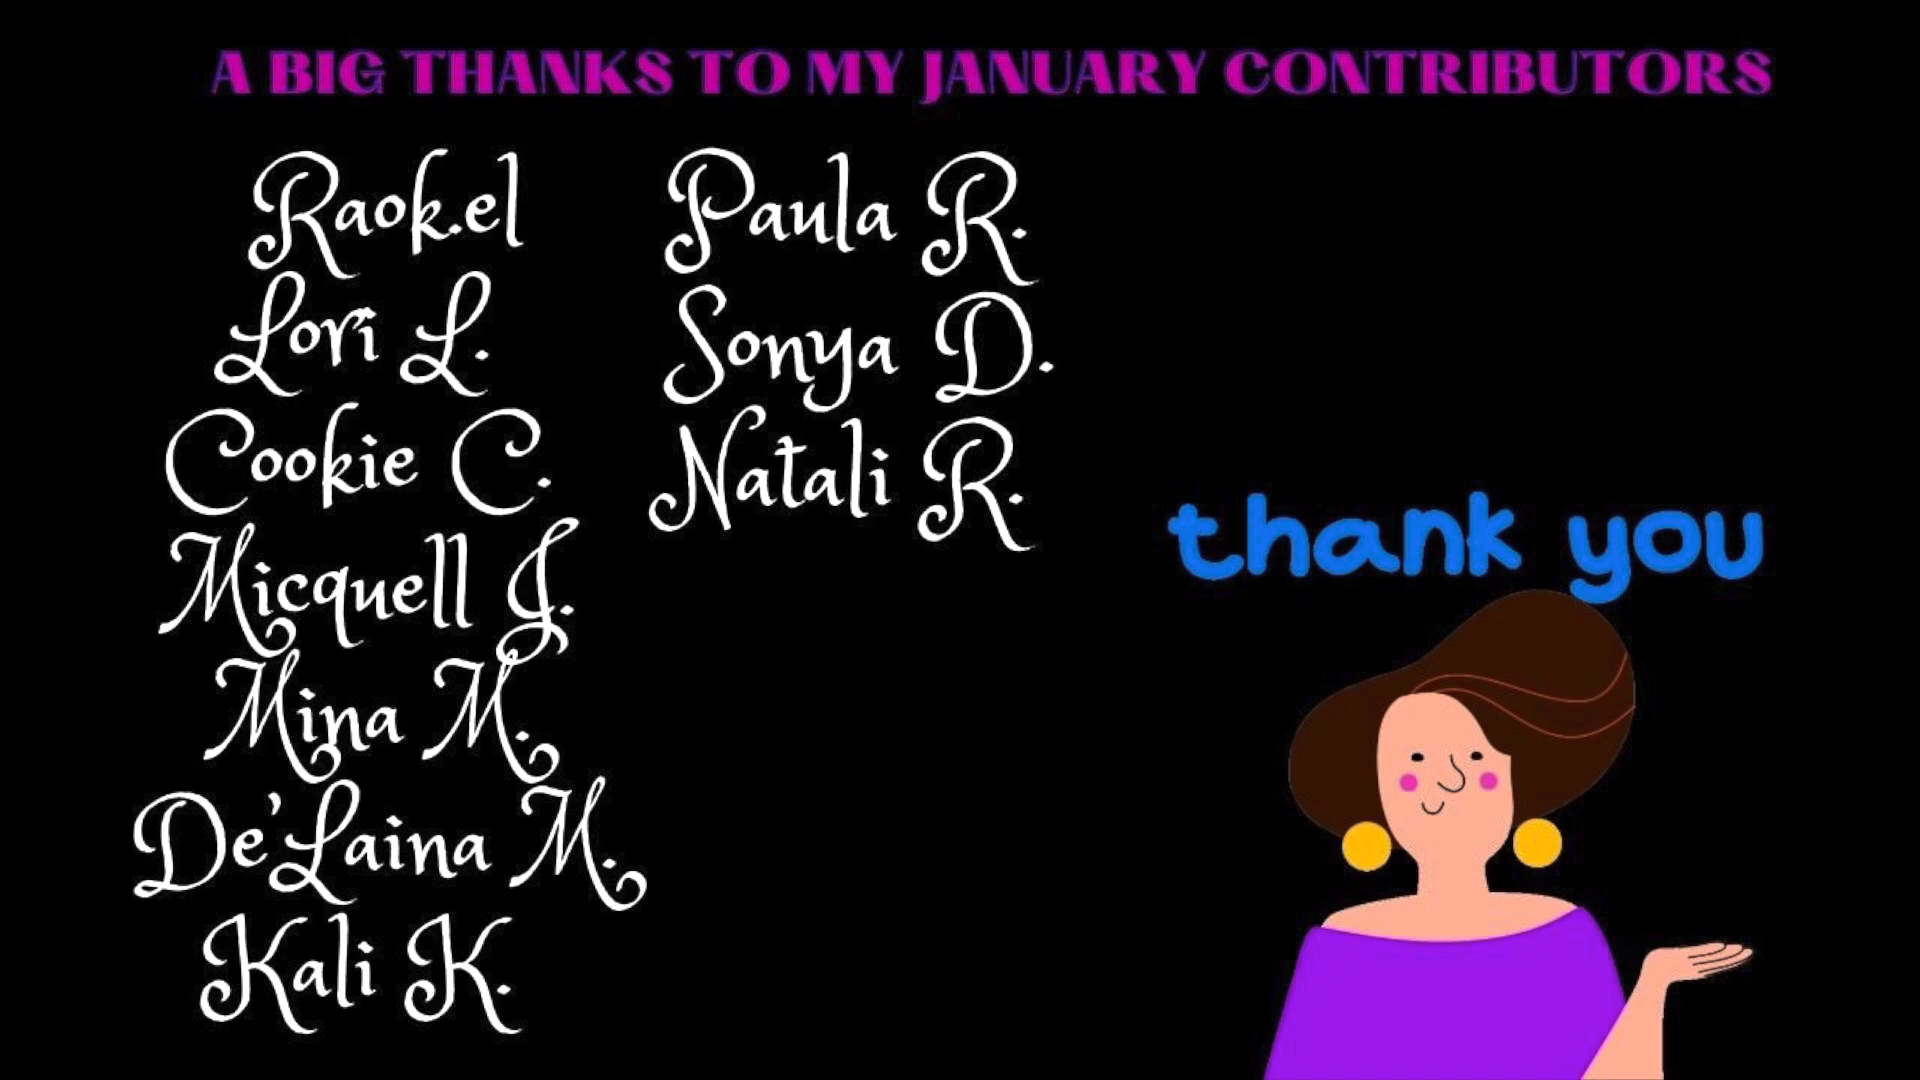 A BIG THANKS TO MY JANUARY CONTRIBUTORS
Raok.el
Lori L.
Cookie C.
Micquell J.
Mina M.
De'Laina M.
Kali K.
Paula R.
Sonya D.
Natali R.
thank you